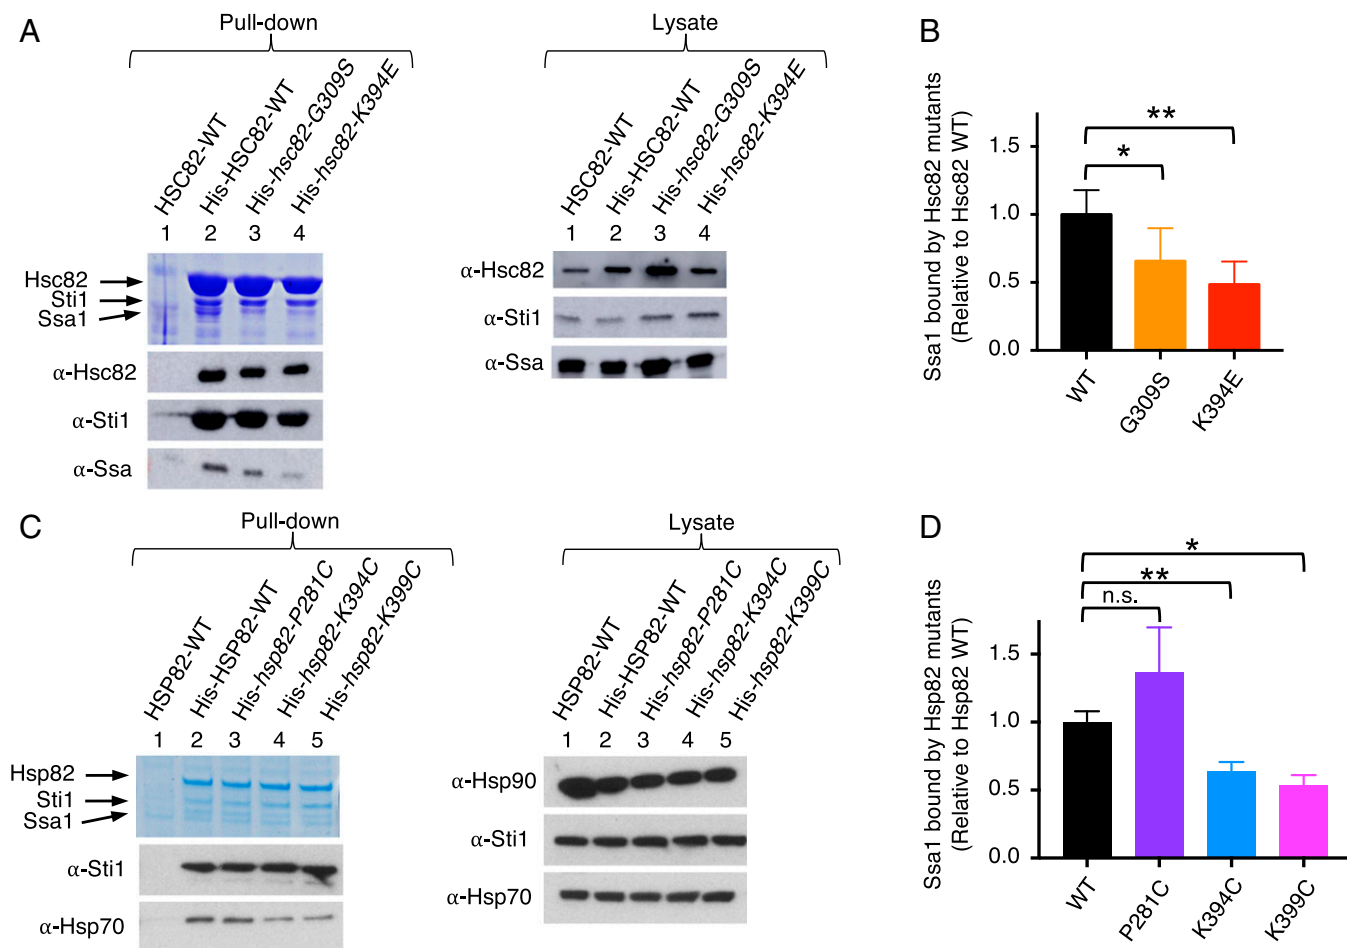 A
Pull-down
HSC82-WT
His-HSC82-WT
His-hsc82-G309S
His-hsc82-K394E
1 2 3 4
Hsc82
Sti1
Ssa1
α-Hsc82
α-Sti1
α-Ssa
Lysate
HSC82-WT
His-HSC82-WT
His-hsc82-G309S
His-hsc82-K394E
1 2 3 4
α-Hsc82
α-Sti1
α-Ssa
B
Ssa1 bound by Hsc82 mutants
(Relative to Hsc82 WT)
1.5
1.0
0.5
0.0
**
*
WT
G309S
K394E
C
Pull-down
HSP82-WT
His-HSP82-WT
His-hsp82-P281C
His-hsp82-K394C
His-hsp82-K399C
1 2 3 4 5
Hsp82
Sti1
Ssa1
α-Sti1
α-Hsp70
Lysate
HSP82-WT
His-HSP82-WT
His-hsp82-P281C
His-hsp82-K394C
His-hsp82-K399C
1 2 3 4 5
α-Hsp90
α-Sti1
α-Hsp70
D
Ssa1 bound by Hsp82 mutants
(Relative to Hsp82 WT)
1.5
1.0
0.5
0.0
*
**
n.s.
WT
P281C
K394C
K399C